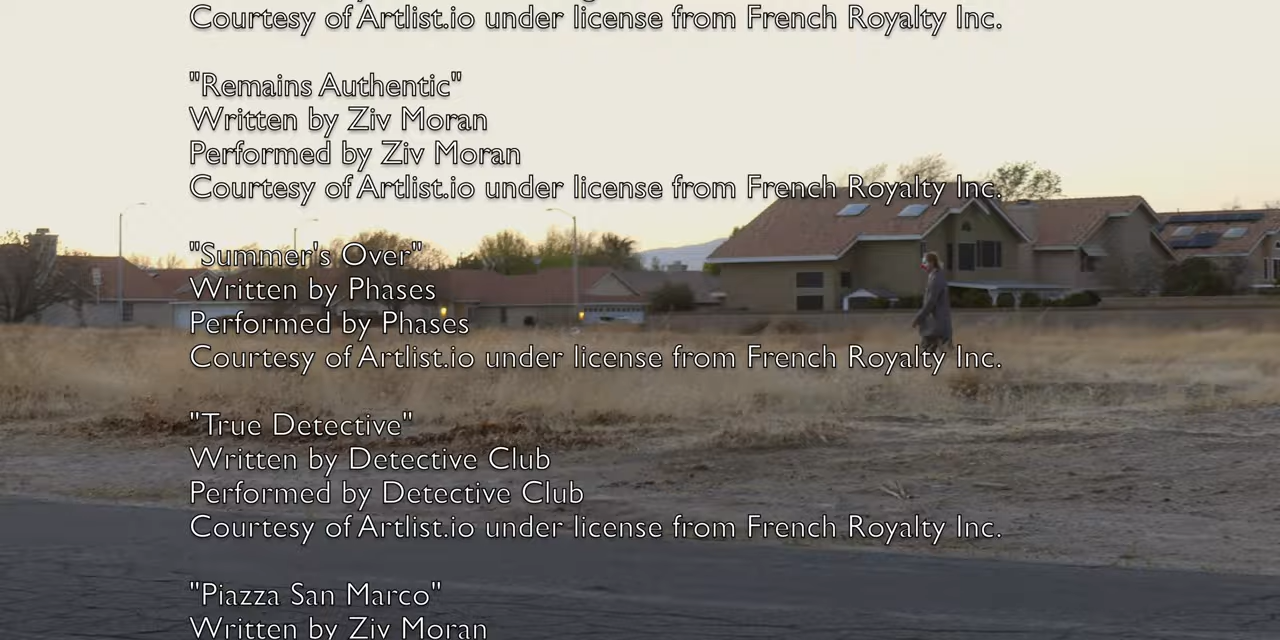 Courtesy of Artlist.io under license from French Royalty Inc.
"Remains Authentic"
Written by Ziv Moran
Performed by Ziv Moran
Courtesy of Artlist.io under license from French Royalty Inc.
"Summer's Over"
Written by Phases
Performed by Phases
Courtesy of Artlist.io under license from French Royalty Inc.
"True Detective"
Written by Detective Club
Performed by Detective Club
Courtesy of Artlist.io under license from French Royalty Inc.
"Piazza San Marco"
Written by Ziv Moran